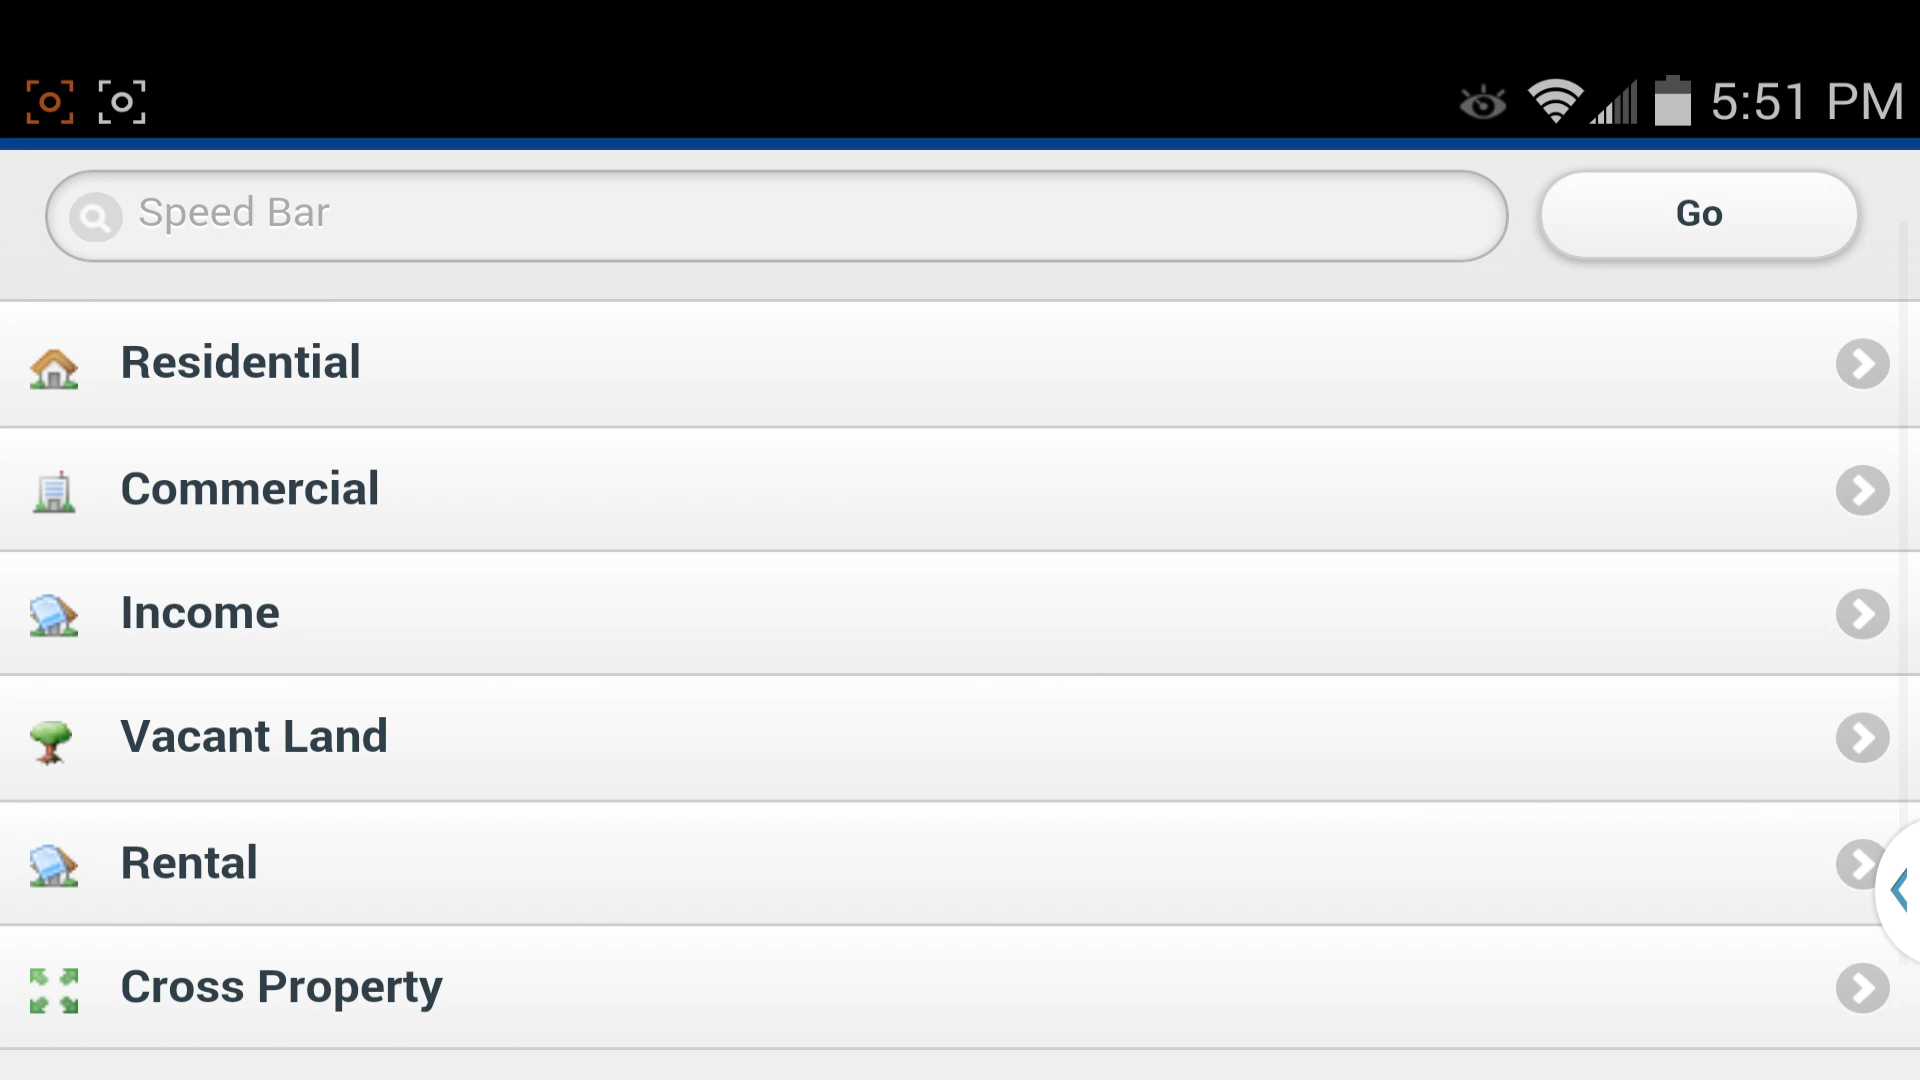 5:51 PM
Speed Bar
Go
Residential
Commercial
Income
Vacant Land
Rental
Cross Property